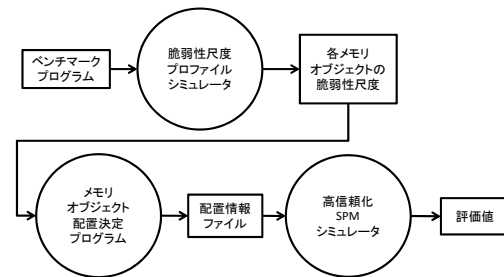 ベンチマーク
プログラム
脆弱性尺度
プロファイル
シミュレータ
各メモリ
オブジェクトの
脆弱性尺度
メモリ
オブジェクト
配置決定
プログラム
配置情報
ファイル
高信頼化
SPM
シミュレータ
評価値